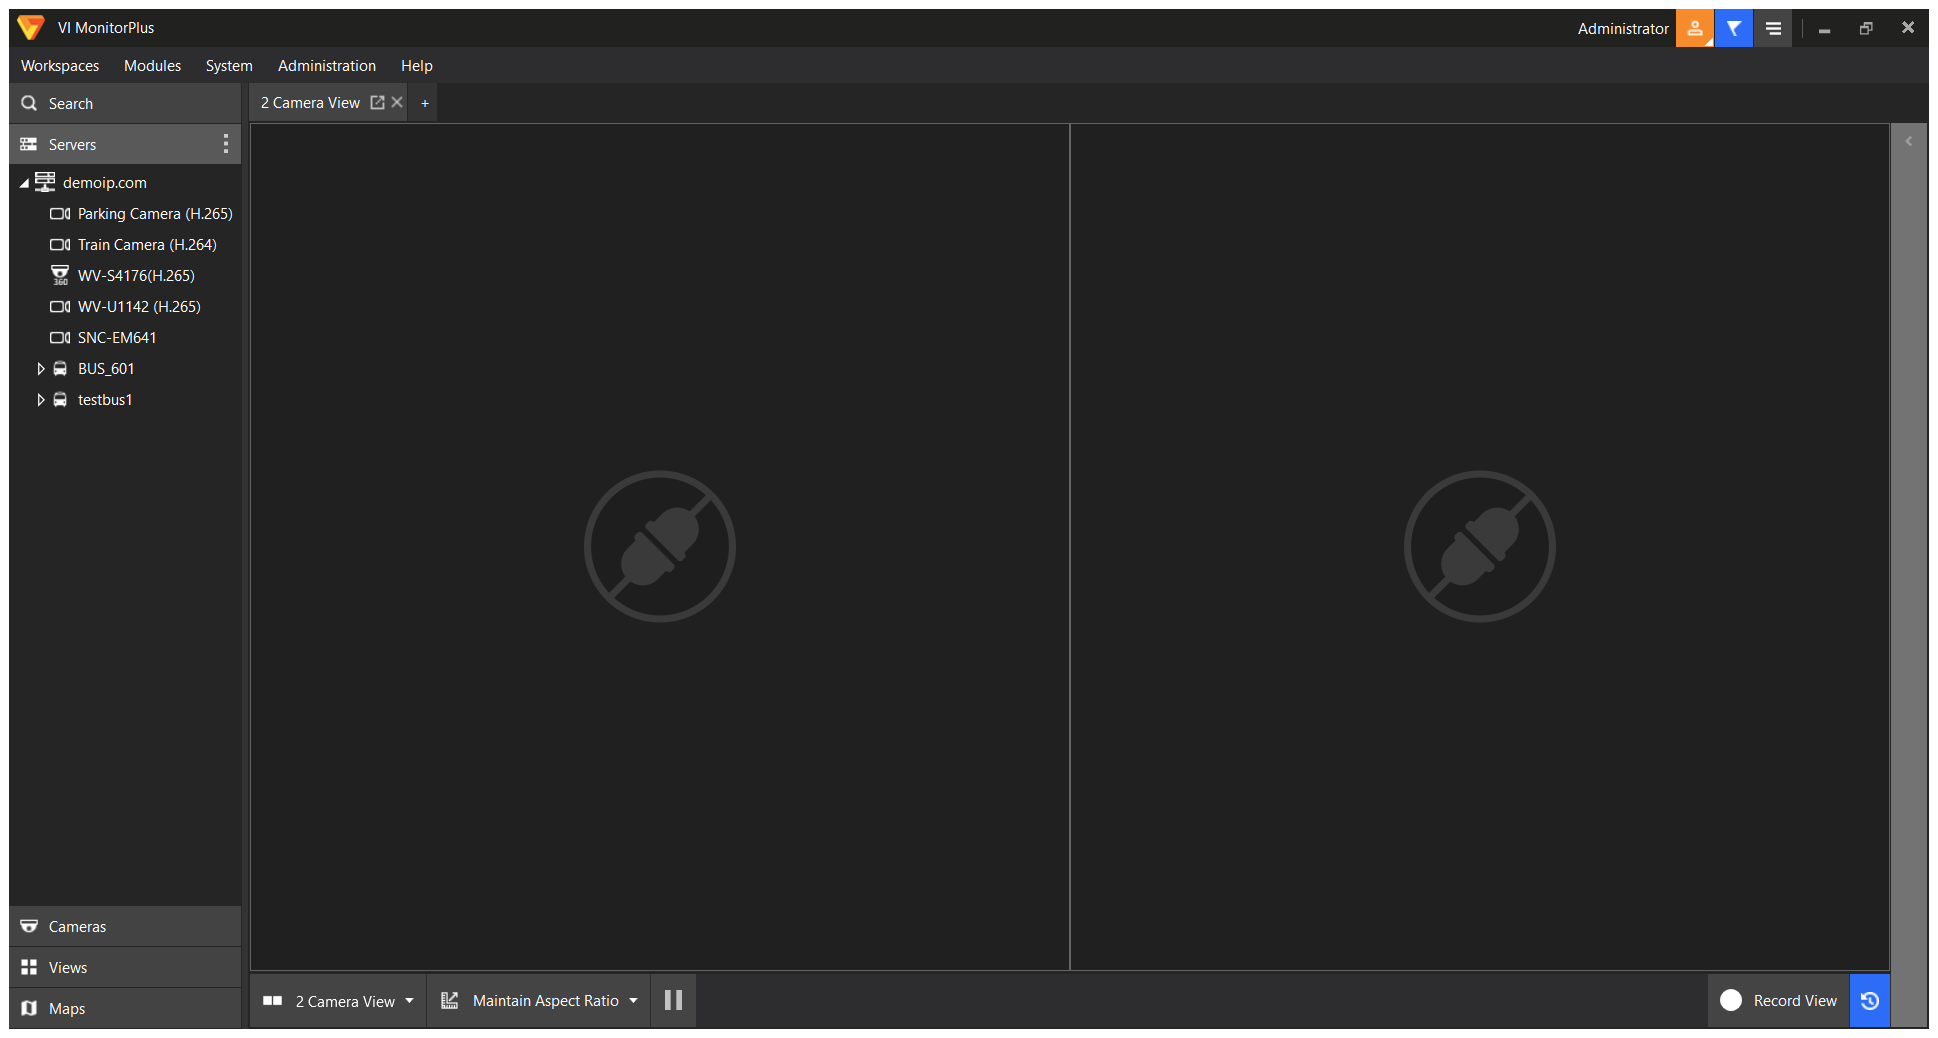 VI MonitorPlus
Administrator
Workspaces Modules System Administration Help
Search
2 Camera View +
Servers
demoip.com
Parking Camera (H.265)
Train Camera (H.264)
360 WV-S4176(H.265)
WV-U1142 (H.265)
SNC-EM641
BUS_601
testbus1
Cameras
Views
Maps
2 Camera View
Maintain Aspect Ratio
Record View